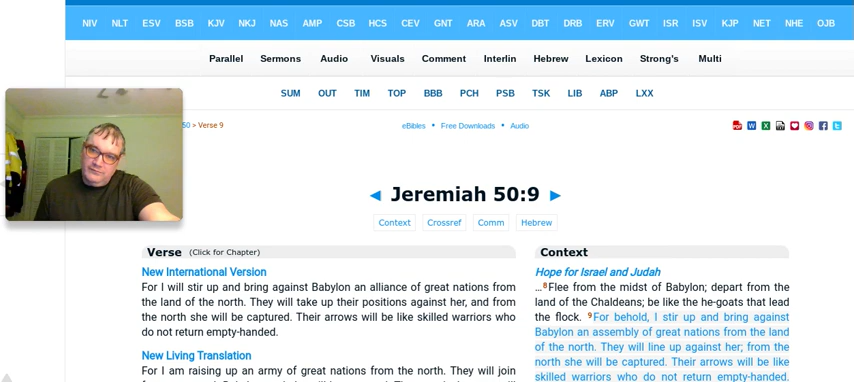 NIV NLT ESV BSB KJV NKJ NAS AMP CSB HCS CEV GNT ARA ASV DBT DRB ERV GWT ISR ISV KJP NET NHE OJB
Parallel Sermons Audio Visuals Comment Interlin Hebrew Lexicon Strong's Multi
SUM OUT TIM TOP BBB PCH PSB TSK LIB ABP LXX
50 > Verse 9
eBibles • Free Downloads • Audio
◄ Jeremiah 50:9 ►
Context Crossref Comm Hebrew
Verse (Click for Chapter)
New International Version
For I will stir up and bring against Babylon an alliance of great nations from
the land of the north. They will take up their positions against her, and from
the north she will be captured. Their arrows will be like skilled warriors who
do not return empty-handed.
New Living Translation
For I am raising up an army of great nations from the north. They will join
Context
Hope for Israel and Judah
…8Flee from the midst of Babylon; depart from the
land of the Chaldeans; be like the he-goats that lead
the flock. 9For behold, I stir up and bring against
Babylon an assembly of great nations from the land
of the north. They will line up against her; from the
north she will be captured. Their arrows will be like
skilled warriors who do not return empty-handed.